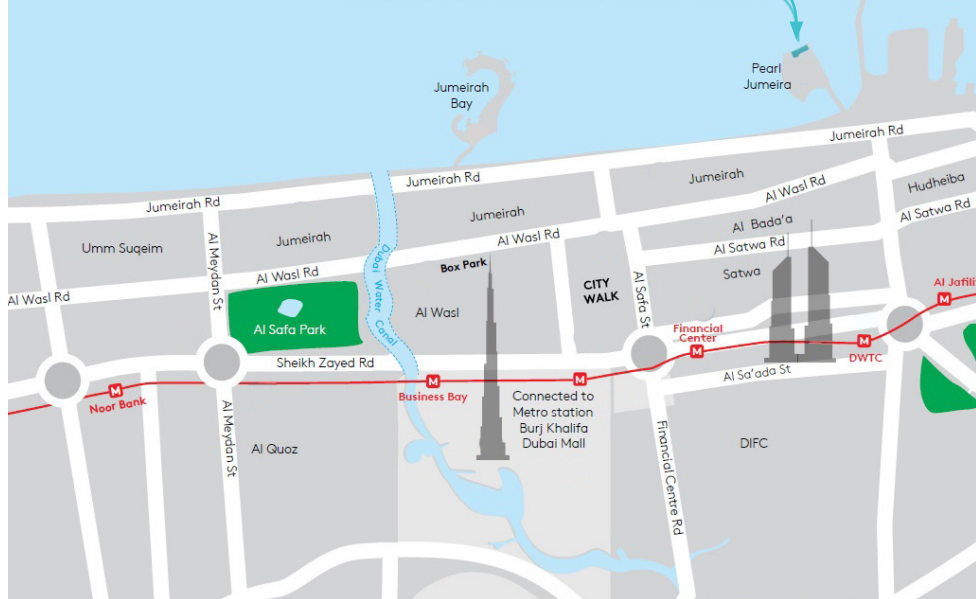 Pearl
Jumeira
Jumeirah
Bay
Jumeirah Rd
Jumeirah Rd
Jumeirah Rd
Jumeirah
Hudheiba
Al Wasl Rd
Al Satwa Rd
Jumeirah
Al Bada'a
Al Meydan St
Jumeirah
Al Wasl Rd
Al Satwa Rd
Umm Suqeim
Dubai Water Canal
Box Park
Al Wasl Rd
Al Wasl Rd
CITY
WALK
Al Safa St
Satwa
Al Jafili
M
Al Safa Park
Al Wasl
Financial
Center
M
M
DWTC
Sheikh Zayed Rd
Al Sa'ada St
M
Noor Bank
M
Business Bay
M
Connected to
Metro station
Burj Khalifa
Dubai Mall
Al Meydan St
Al Quoz
Financial Centre Rd
DIFC